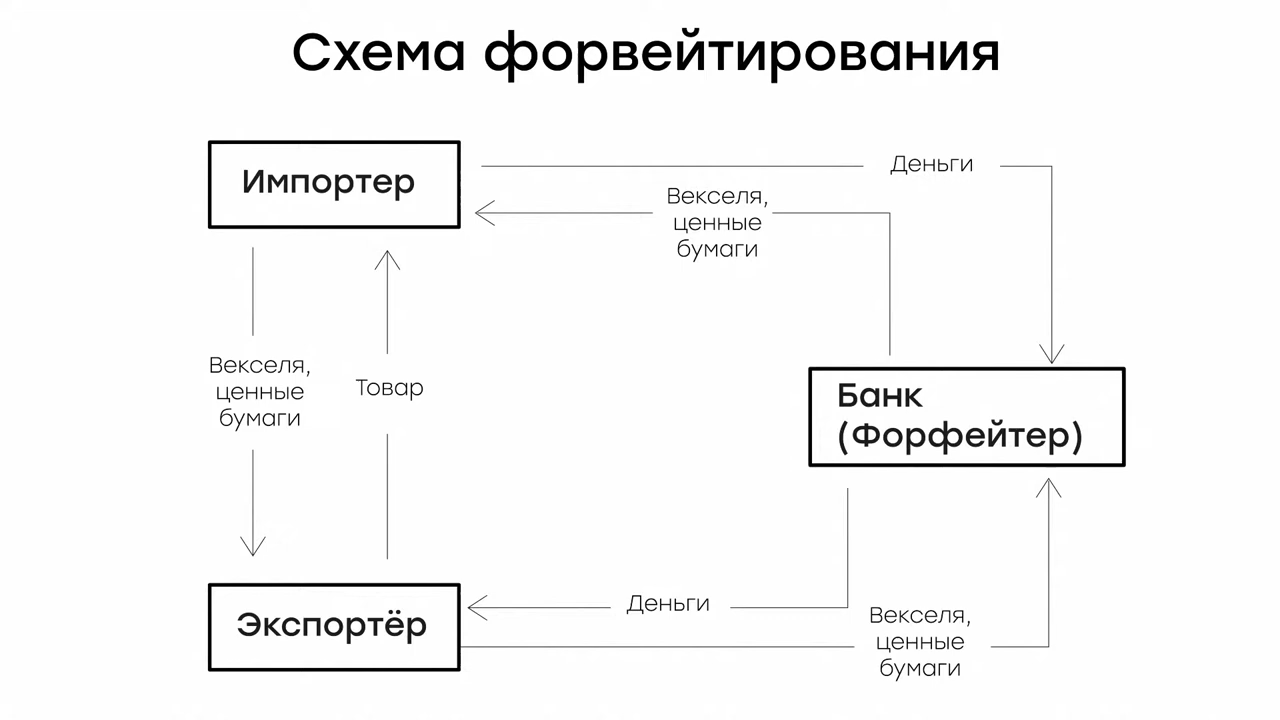 Схема форвейтирования
Импортер
Деньги
Векселя,
ценные
бумаги
Векселя,
ценные
бумаги
Товар
Банк
(Форфейтер)
Экспортёр
Деньги
Векселя,
ценные
бумаги